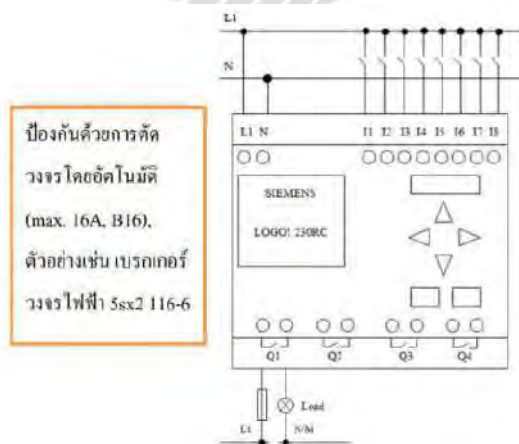 L1
N
L1 N I1 I2 I3 I4 I5 I6 I7 I8
ป้องกันด้วยการตัด
วงจรโดยอัตโนมัติ
(max. 16A, B16),
ตัวอย่างเช่น เบรกเกอร์
วงจรไฟฟ้า 5sx2 116-6
SIEMENS
LOGO! 230RC
Q1 Q2 Q3 Q4
Load
L1 N/M